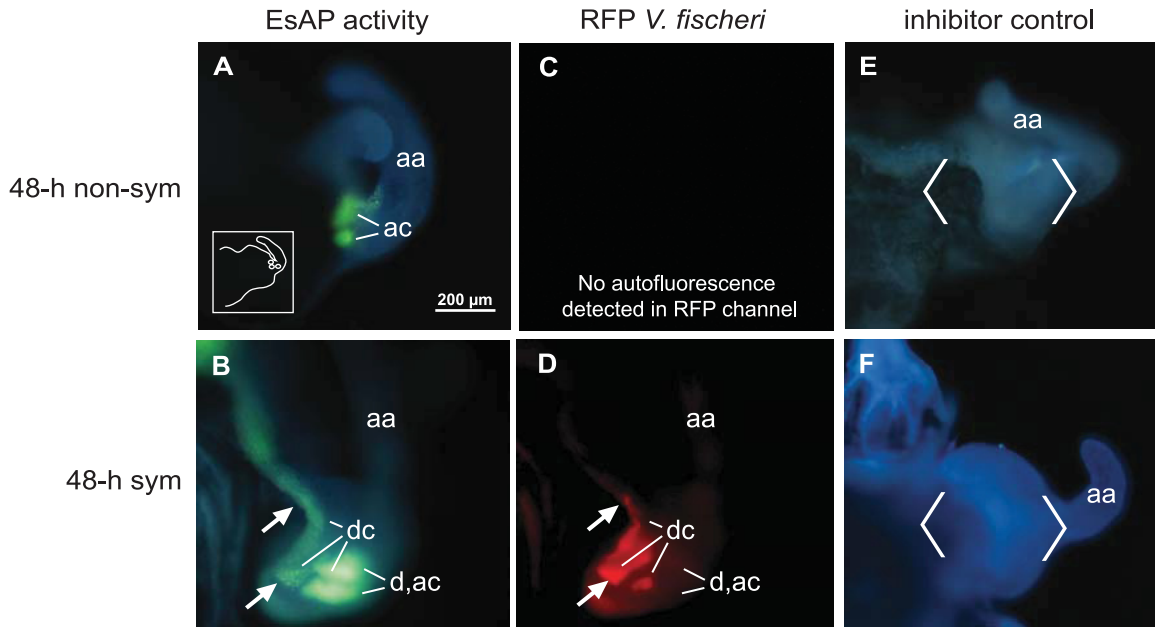 EsAP activity
RFP V. fischeri
inhibitor control
48-h non-sym
A
aa
ac
200 µm
C
No autofluorescence
detected in RFP channel
E
aa
48-h sym
B
aa
dc
d,ac
D
aa
dc
d,ac
F
aa